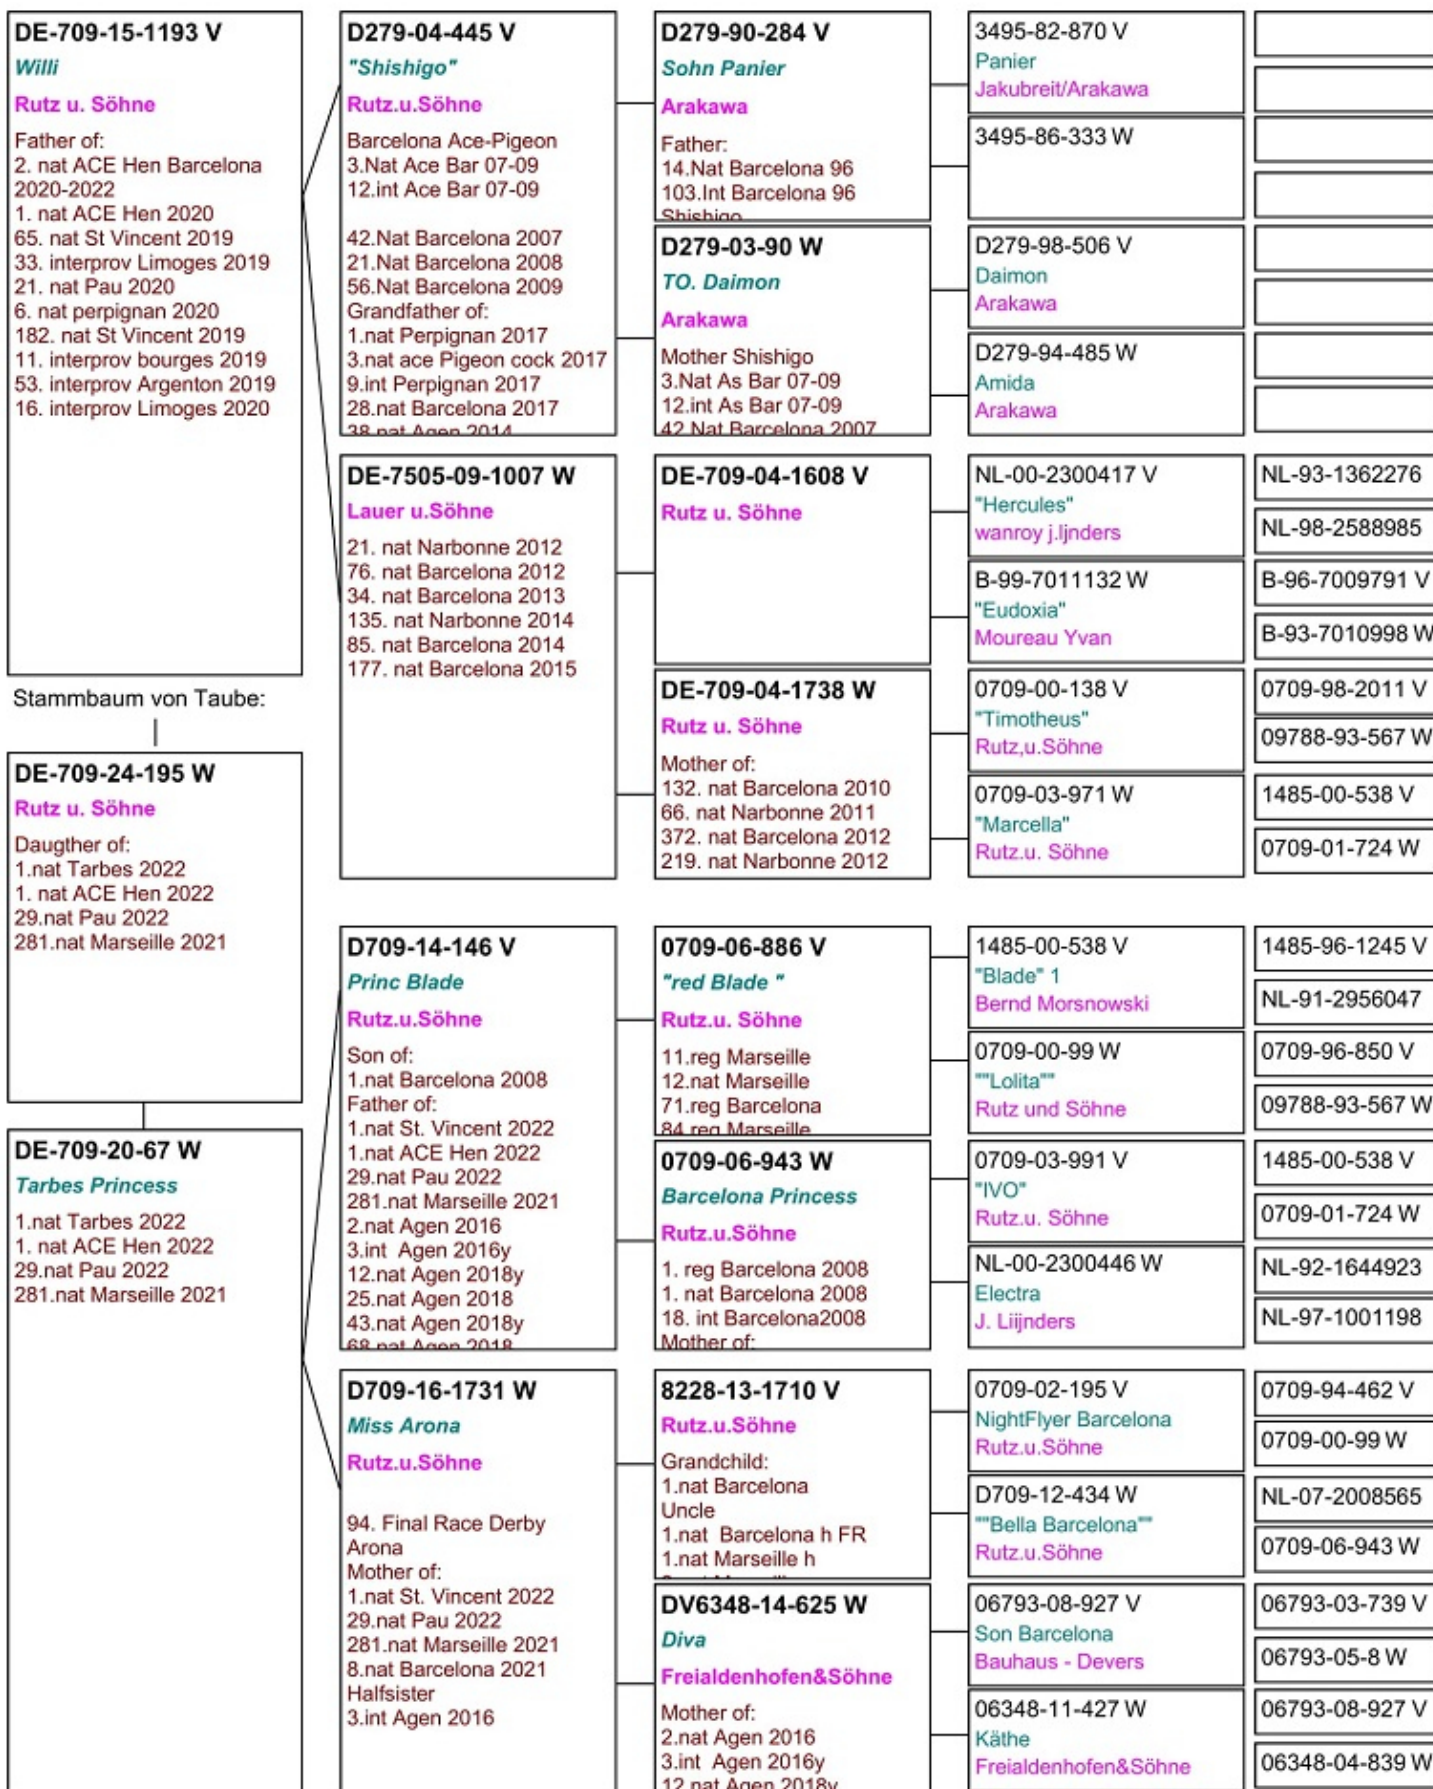 DE-709-15-1193 V
Willi
Rutz u. Söhne
Father of:
2. nat ACE Hen Barcelona
2020-2022
1. nat ACE Hen 2020
65. nat St Vincent 2019
33. interprov Limoges 2019
21. nat Pau 2020
6. nat perpignan 2020
182. nat St Vincent 2019
11. interprov bourges 2019
53. interprov Argenton 2019
16. interprov Limoges 2020
Stammbaum von Taube:
DE-709-24-195 W
Rutz u. Söhne
Daugther of:
1.nat Tarbes 2022
1. nat ACE Hen 2022
29.nat Pau 2022
281.nat Marseille 2021
DE-709-20-67 W
Tarbes Princess
1.nat Tarbes 2022
1. nat ACE Hen 2022
29.nat Pau 2022
281.nat Marseille 2021
D279-04-445 V
"Shishigo"
Rutz.u.Söhne
Barcelona Ace-Pigeon
3.Nat Ace Bar 07-09
12.int Ace Bar 07-09
42.Nat Barcelona 2007
21.Nat Barcelona 2008
56.Nat Barcelona 2009
Grandfather of:
1.nat Perpignan 2017
3.nat ace Pigeon cock 2017
9.int Perpignan 2017
28.nat Barcelona 2017
38.nat Agen 2014
DE-7505-09-1007 W
Lauer u.Söhne
21. nat Narbonne 2012
76. nat Barcelona 2012
34. nat Barcelona 2013
135. nat Narbonne 2014
85. nat Barcelona 2014
177. nat Barcelona 2015
D709-14-146 V
Princ Blade
Rutz.u.Söhne
Son of:
1.nat Barcelona 2008
Father of:
1.nat St. Vincent 2022
1.nat ACE Hen 2022
29.nat Pau 2022
281.nat Marseille 2021
2.nat Agen 2016
3.int Agen 2016y
12.nat Agen 2018y
25.nat Agen 2018
43.nat Agen 2018y
68.nat Agen 2018
D709-16-1731 W
Miss Arona
Rutz.u.Söhne
94. Final Race Derby
Arona
Mother of:
1.nat St. Vincent 2022
29.nat Pau 2022
281.nat Marseille 2021
8.nat Barcelona 2021
Halfsister
3.int Agen 2016
D279-90-284 V
Sohn Panier
Arakawa
Father:
14.Nat Barcelona 96
103.Int Barcelona 96
Shishigo
D279-03-90 W
TO. Daimon
Arakawa
Mother Shishigo
3.Nat As Bar 07-09
12.int As Bar 07-09
42.Nat Barcelona 2007
DE-709-04-1608 V
Rutz u. Söhne
DE-709-04-1738 W
Rutz u. Söhne
Mother of:
132. nat Barcelona 2010
66. nat Narbonne 2011
372. nat Barcelona 2012
219. nat Narbonne 2012
0709-06-886 V
"red Blade "
Rutz.u. Söhne
11.reg Marseille
12.nat Marseille
71.reg Barcelona
84.reg Marseille
0709-06-943 W
Barcelona Princess
Rutz.u.Söhne
1. reg Barcelona 2008
1. nat Barcelona 2008
18. int Barcelona2008
Mother of:
8228-13-1710 V
Rutz.u.Söhne
Grandchild:
1.nat Barcelona
Uncle
1.nat Barcelona h FR
1.nat Marseille h
DV6348-14-625 W
Diva
Freialdenhofen&Söhne
Mother of:
2.nat Agen 2016
3.int Agen 2016y
12.nat Agen 2018y
3495-82-870 V
Panier
Jakubreit/Arakawa
3495-86-333 W
D279-98-506 V
Daimon
Arakawa
D279-94-485 W
Amida
Arakawa
NL-00-2300417 V
"Hercules"
wanroy j.ljnders
B-99-7011132 W
"Eudoxia"
Moureau Yvan
0709-00-138 V
"Timotheus"
Rutz,u.Söhne
0709-03-971 W
"Marcella"
Rutz.u. Söhne
1485-00-538 V
"Blade" 1
Bernd Morsnowski
0709-00-99 W
""Lolita""
Rutz und Söhne
0709-03-991 V
"IVO"
Rutz.u. Söhne
NL-00-2300446 W
Electra
J. Liijnders
0709-02-195 V
NightFlyer Barcelona
Rutz.u.Söhne
D709-12-434 W
""Bella Barcelona""
Rutz.u.Söhne
06793-08-927 V
Son Barcelona
Bauhaus - Devers
06348-11-427 W
Käthe
Freialdenhofen&Söhne
NL-93-1362276
NL-98-2588985
B-96-7009791 V
B-93-7010998 W
0709-98-2011 V
09788-93-567 W
1485-00-538 V
0709-01-724 W
1485-96-1245 V
NL-91-2956047
0709-96-850 V
09788-93-567 W
1485-00-538 V
0709-01-724 W
NL-92-1644923
NL-97-1001198
0709-94-462 V
0709-00-99 W
NL-07-2008565
0709-06-943 W
06793-03-739 V
06793-05-8 W
06793-08-927 V
06348-04-839 W